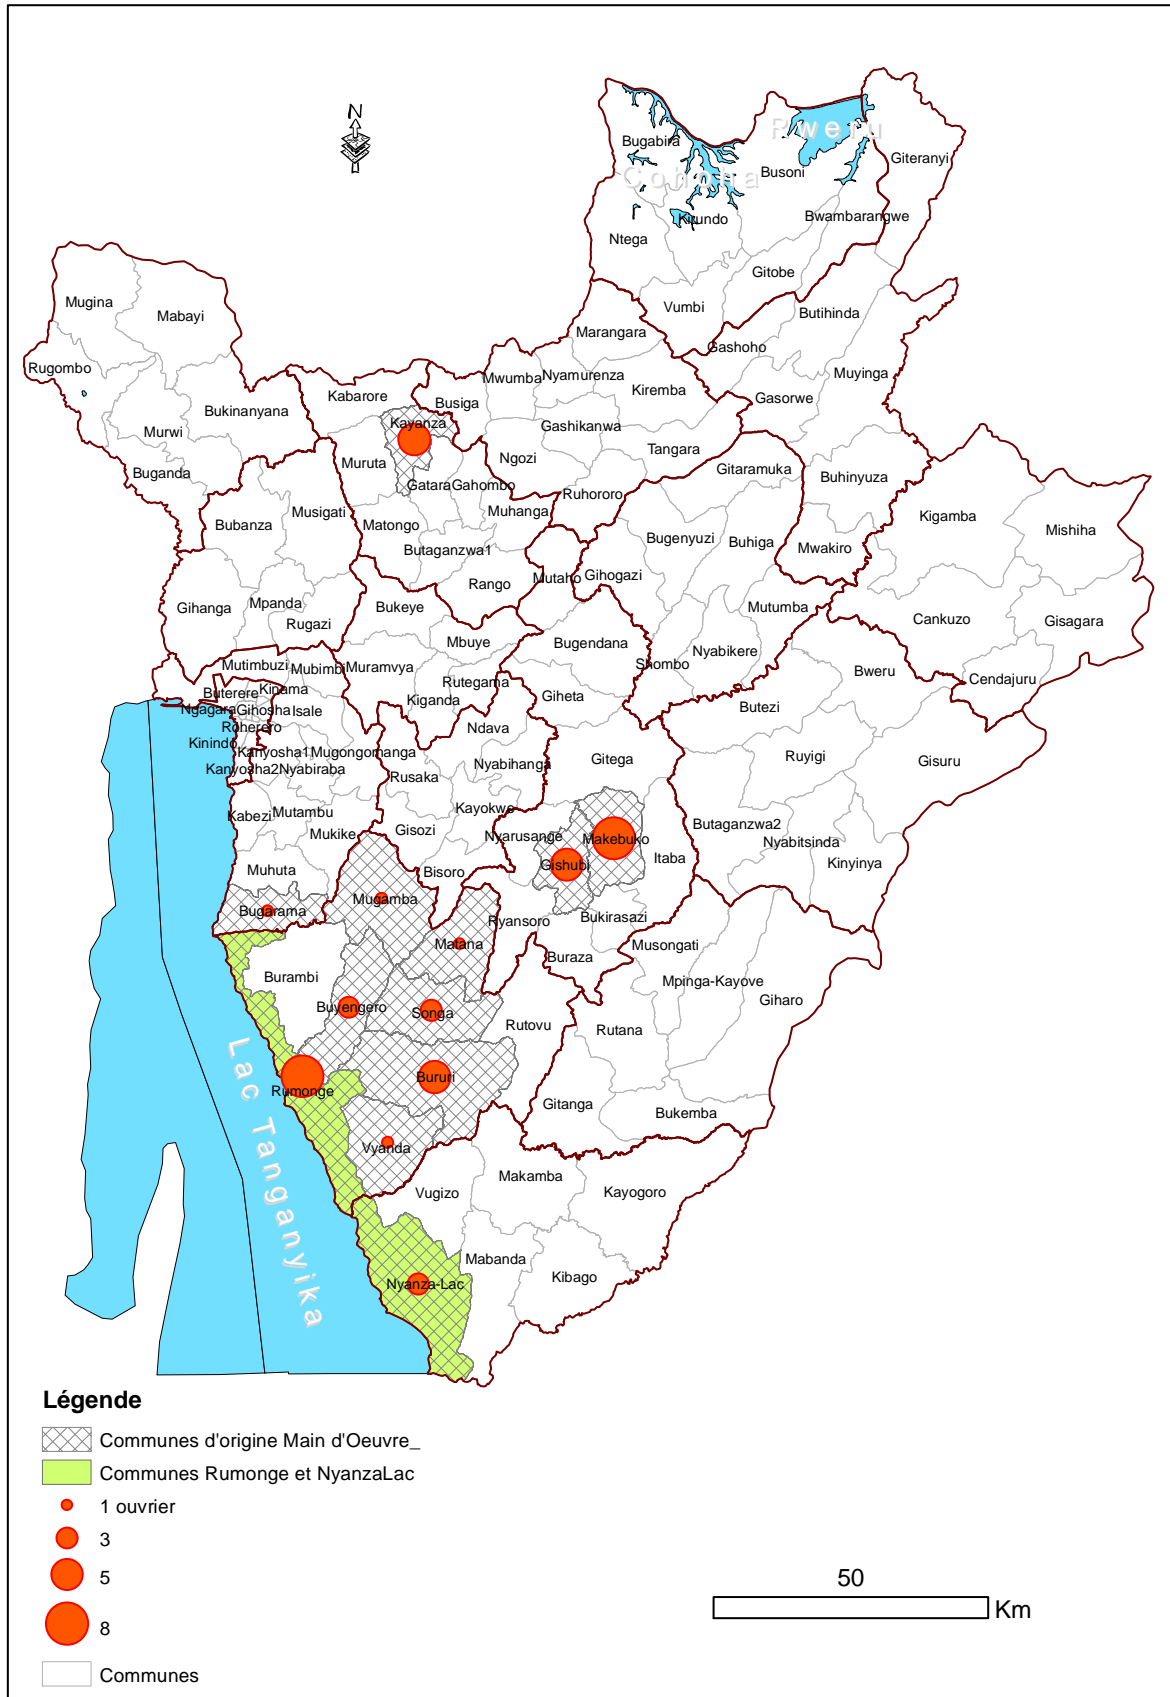 N
Rweru
Bugabira
Cohoha
Busoni
Giteranyi
Kirundo
Bwambarangwe
Ntega
Gitobe
Vumbi
Mugina
Mabayi
Butihinda
Marangara
Gashoho
Rugombo
Mwumba
Nyamurenza
Muyinga
Kabarore
Busiga
Kiremba
Gasorwe
Bukinanyana
Kayanza
Gashikanwa
Murwi
Tangara
Muruta
Ngozi
Gitaramuka
Buganda
Buhinyuza
Gatara
Gahombo
Ruhororo
Musigati
Muhanga
Kigamba
Bubanza
Matongo
Mishiha
Bugenyuzi
Buhiga
Butaganzwa1
Mwakiro
Rango
Mutaho
Gihogazi
Gihanga
Mpanda
Bukeye
Mutumba
Rugazi
Cankuzo
Gisagara
Mbuye
Bugendana
Nyabikere
Mutimbuzi
Mubimbi
Muramvya
Shombo
Bweru
Rutegama
Cendajuru
Buterere
Kinama
Kiganda
Giheta
Butezi
Ngagara
Gihosha
Isale
Roherero
Ndava
Kinindo
Kanyosha1
Mugongomanga
Gitega
Ruyigi
Gisuru
Kanyosha2
Nyabiraba
Rusaka
Nyabihanga
Kabezi
Mutambu
Kayokwe
Mukike
Gisozi
Nyarusange
Makebuko
Butaganzwa2
Nyabitsinda
Muhuta
Bisoro
Gishubi
Itaba
Kinyinya
Bugarama
Mugamba
Ryansoro
Bukirasazi
Matana
Musongati
Buraza
Burambi
Mpinga-Kayove
Buyengero
Songa
Giharo
Rutovu
Rutana
Lac Tanganyika
Rumonge
Bururi
Gitanga
Bukemba
Vyanda
Makamba
Vugizo
Kayogoro
Mabanda
Nyanza-Lac
Kibago
Légende
Communes d'origine Main d'Oeuvre_
Communes Rumonge et NyanzaLac
1 ouvrier
3
5
8
Communes
50
Km